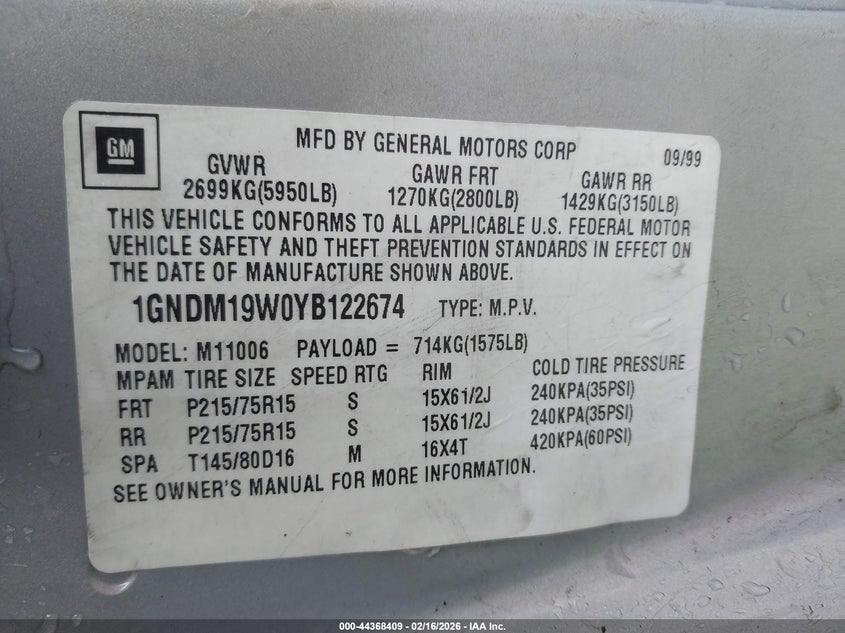 GM
MFD BY GENERAL MOTORS CORP 09/99
GVWR GAWR FRT GAWR RR
2699KG(5950LB) 1270KG(2800LB) 1429KG(3150LB)
THIS VEHICLE CONFORMS TO ALL APPLICABLE U.S. FEDERAL MOTOR
VEHICLE SAFETY AND THEFT PREVENTION STANDARDS IN EFFECT ON
THE DATE OF MANUFACTURE SHOWN ABOVE.
1GNDM19W0YB122674 TYPE: M.P.V.
MODEL: M11006 PAYLOAD = 714KG(1575LB)
MPAM TIRE SIZE SPEED RTG RIM COLD TIRE PRESSURE
FRT P215/75R15 S 15X61/2J 240KPA(35PSI)
RR P215/75R15 S 15X61/2J 240KPA(35PSI)
SPA T145/80D16 M 16X4T 420KPA(60PSI)
SEE OWNER'S MANUAL FOR MORE INFORMATION.
000-44368409 - 02/16/2026 - IAA Inc.